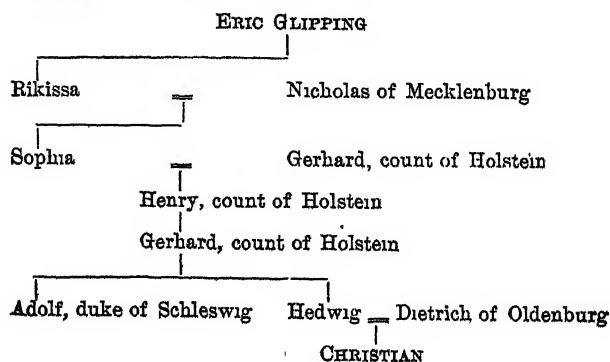 ERIC GLIPPING
Rikissa = Nicholas of Mecklenburg
Sophia = Gerhard, count of Holstein
Henry, count of Holstein
Gerhard, count of Holstein
Adolf, duke of Schleswig Hedwig = Dietrich of Oldenburg
CHRISTIAN